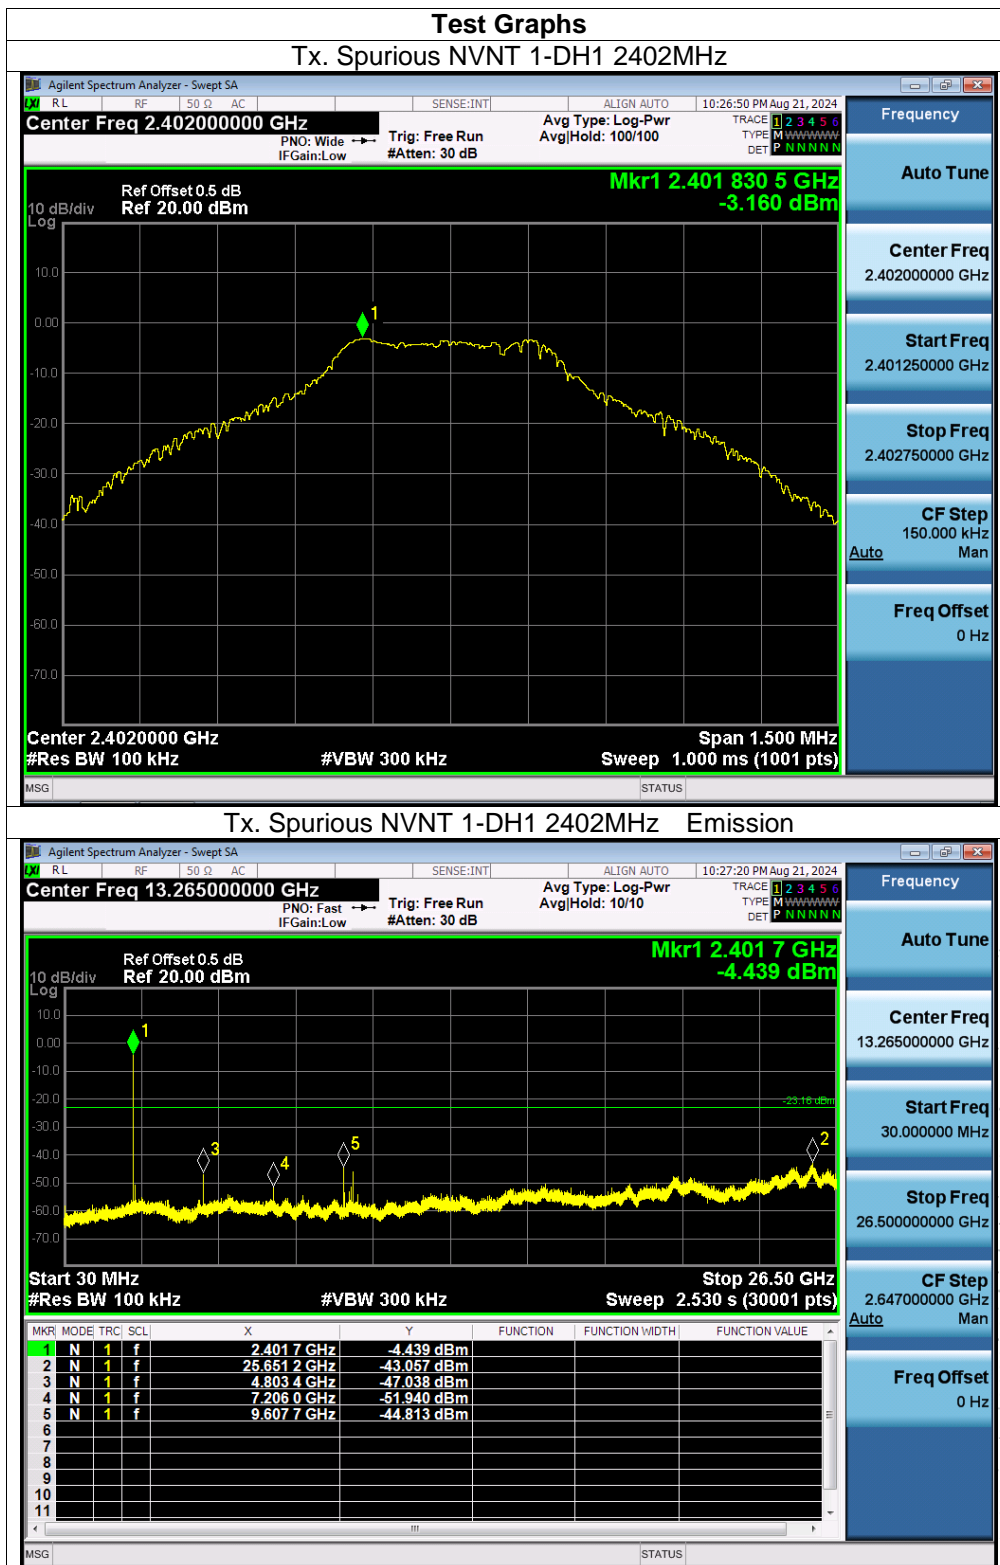 Test Graphs
Tx. Spurious NVNT 1-DH1 2402MHz
Agilent Spectrum Analyzer - Swept SA
LXI RL RF 50 Ω AC SENSE:INT ALIGN AUTO 10:26:50 PM Aug 21, 2024
Center Freq 2.402000000 GHz
PNO: Wide
IFGain:Low
Trig: Free Run
#Atten: 30 dB
Avg Type: Log-Pwr
Avg|Hold: 100/100
TRACE 1 2 3 4 5 6
TYPE M WWWWW
DET P N N N N N
Mkr1 2.401 830 5 GHz
-3.160 dBm
Ref Offset 0.5 dB
10 dB/div Ref 20.00 dBm
Log
10.0
0.00
-10.0
-20.0
-30.0
-40.0
-50.0
-60.0
-70.0
1
Center 2.4020000 GHz Span 1.500 MHz
#Res BW 100 kHz #VBW 300 kHz Sweep 1.000 ms (1001 pts)
MSG STATUS
Frequency
Auto Tune
Center Freq
2.402000000 GHz
Start Freq
2.401250000 GHz
Stop Freq
2.402750000 GHz
CF Step
150.000 kHz
Auto Man
Freq Offset
0 Hz
Tx. Spurious NVNT 1-DH1 2402MHz Emission
Agilent Spectrum Analyzer - Swept SA
LXI RL RF 50 Ω AC SENSE:INT ALIGN AUTO 10:27:20 PM Aug 21, 2024
Center Freq 13.265000000 GHz
PNO: Fast
IFGain:Low
Trig: Free Run
#Atten: 30 dB
Avg Type: Log-Pwr
Avg|Hold: 10/10
TRACE 1 2 3 4 5 6
TYPE M WWWWW
DET P N N N N N
Mkr1 2.401 7 GHz
-4.439 dBm
Ref Offset 0.5 dB
10 dB/div Ref 20.00 dBm
Log
10.0
0.00
-10.0
-20.0
-30.0
-40.0
-50.0
-60.0
-70.0
1
3
4
5
2
-23.16 dBm
Start 30 MHz Stop 26.50 GHz
#Res BW 100 kHz #VBW 300 kHz Sweep 2.530 s (30001 pts)
MKR MODE TRC SCL X Y FUNCTION FUNCTION WIDTH FUNCTION VALUE
1 N 1 f 2.401 7 GHz -4.439 dBm
2 N 1 f 25.651 2 GHz -43.057 dBm
3 N 1 f 4.803 4 GHz -47.038 dBm
4 N 1 f 7.206 0 GHz -51.940 dBm
5 N 1 f 9.607 7 GHz -44.813 dBm
6
7
8
9
10
11
MSG STATUS
Frequency
Auto Tune
Center Freq
13.265000000 GHz
Start Freq
30.000000 MHz
Stop Freq
26.500000000 GHz
CF Step
2.647000000 GHz
Auto Man
Freq Offset
0 Hz